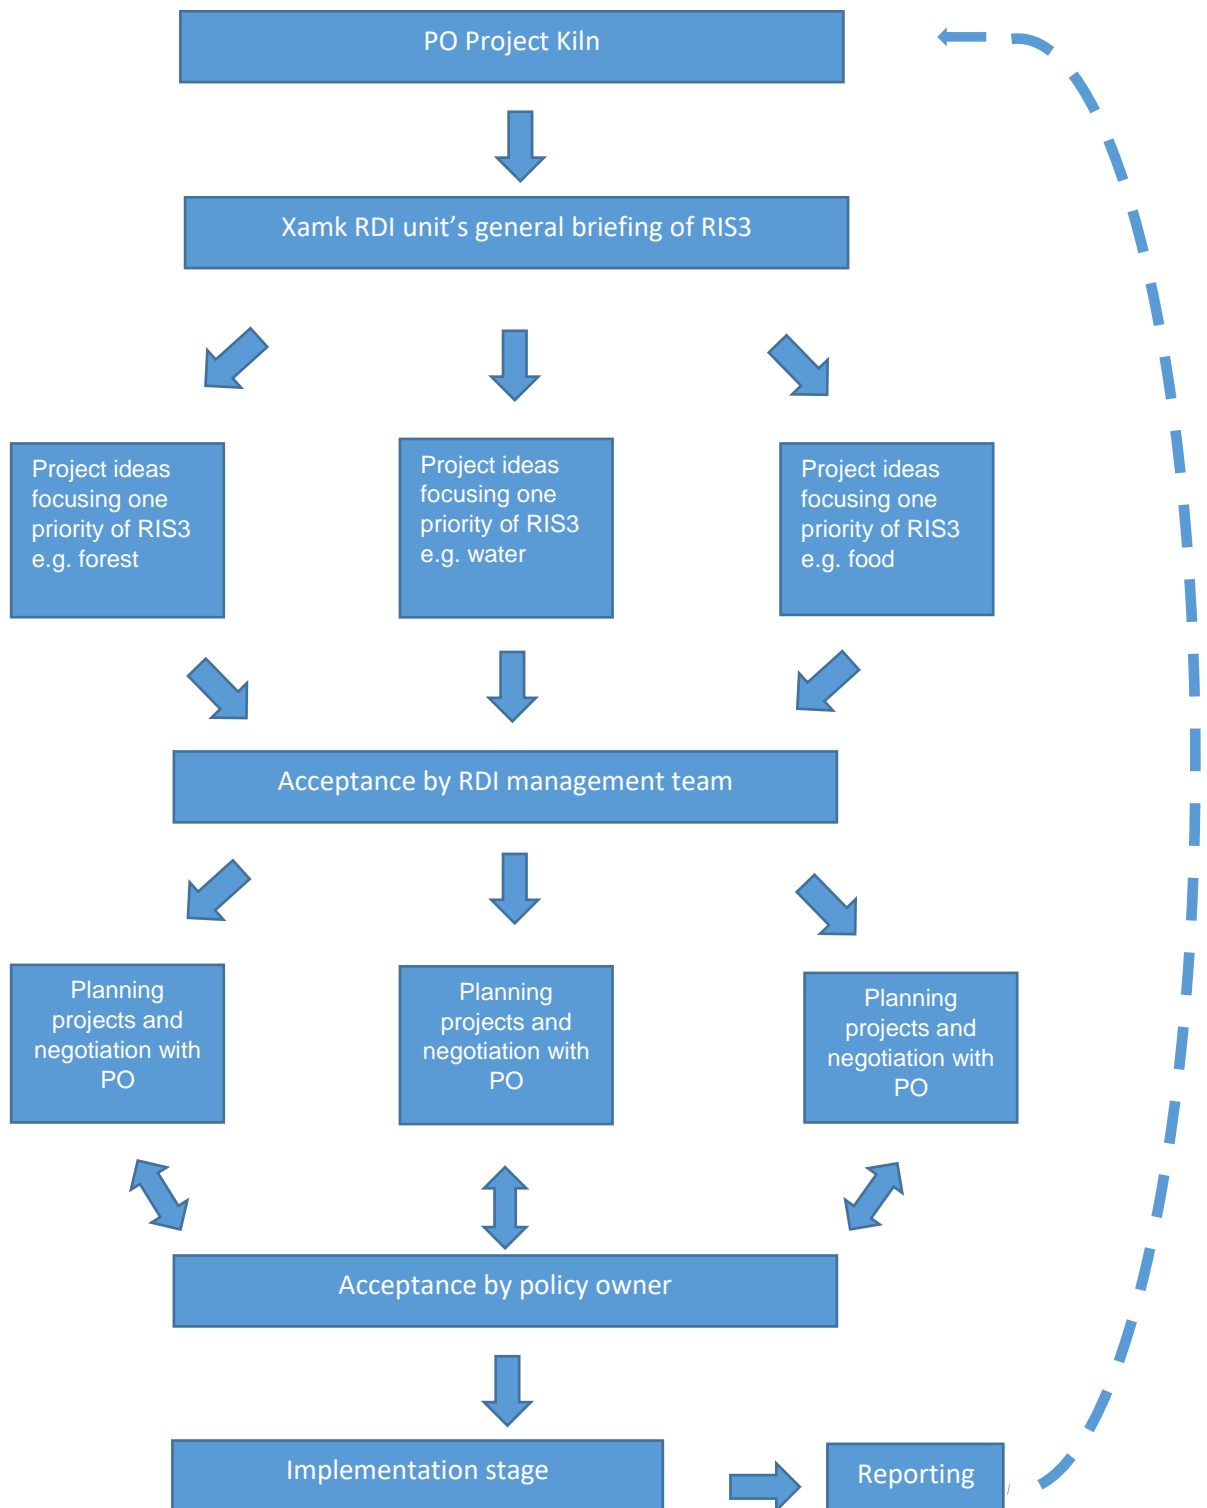 PO Project Kiln
Xamk RDI unit’s general briefing of RIS3
Project ideas
focusing one
priority of RIS3
e.g. forest
Project ideas
focusing one
priority of RIS3
e.g. water
Project ideas
focusing one
priority of RIS3
e.g. food
Acceptance by RDI management team
Planning
projects and
negotiation with
PO
Planning
projects and
negotiation with
PO
Planning
projects and
negotiation with
PO
Acceptance by policy owner
Implementation stage
Reporting